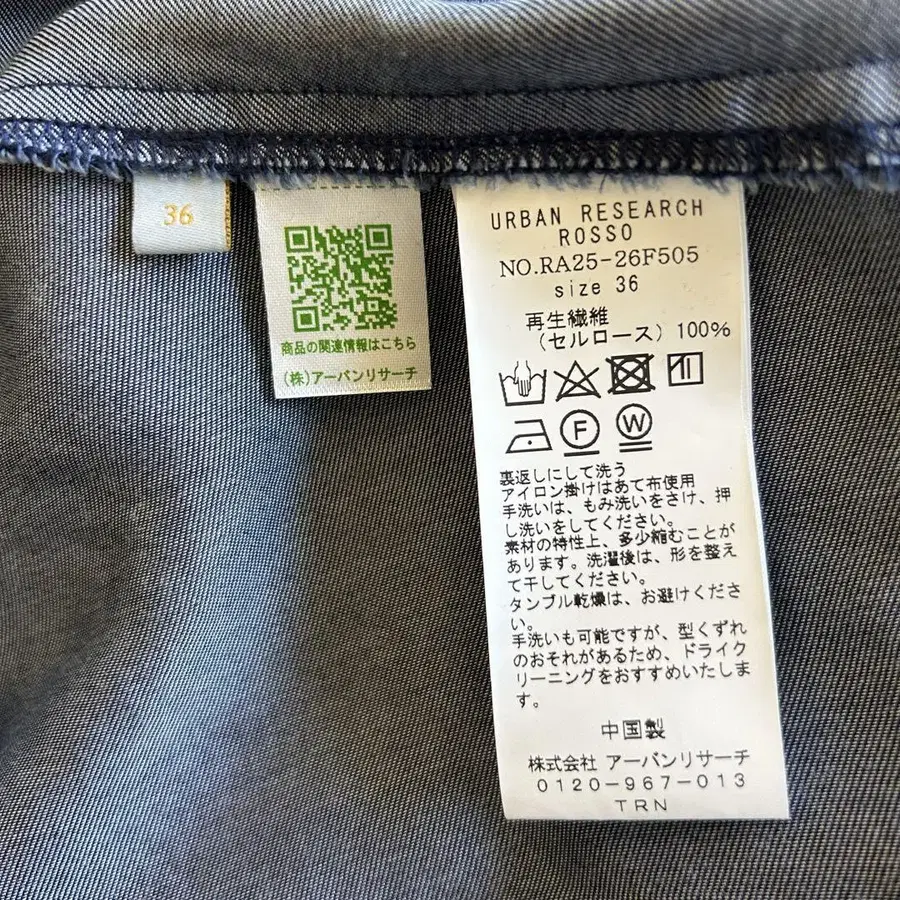 36
商品の関連情報はこちら
(株)アーバンリサーチ
URBAN RESEARCH
ROSSO
NO.RA25-26F505
size 36
再生繊維
(セルロース) 100%
F
W
裏返しにして洗う
アイロン掛けはあて布使用
手洗いは、もみ洗いをさけ、押
し洗いをしてください。
素材の特性上、多少縮むことが
あります。洗濯後は、形を整え
て干してください。
タンブル乾燥は、お避けくださ
い。
手洗いも可能ですが、型くずれ
のおそれがあるため、ドライク
リーニングをおすすめいたしま
す。
中国製
株式会社 アーバンリサーチ
0120-967-013
TRN